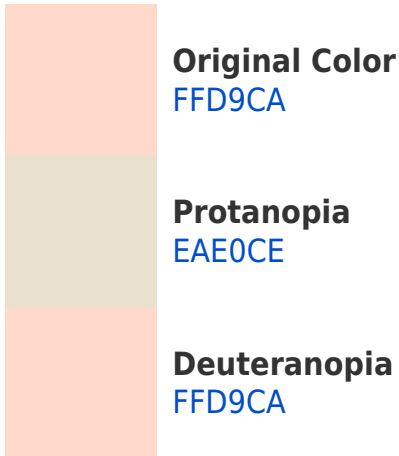 Original Color
FFD9CA
Protanopia
EAE0CE
Deuteranopia
FFD9CA